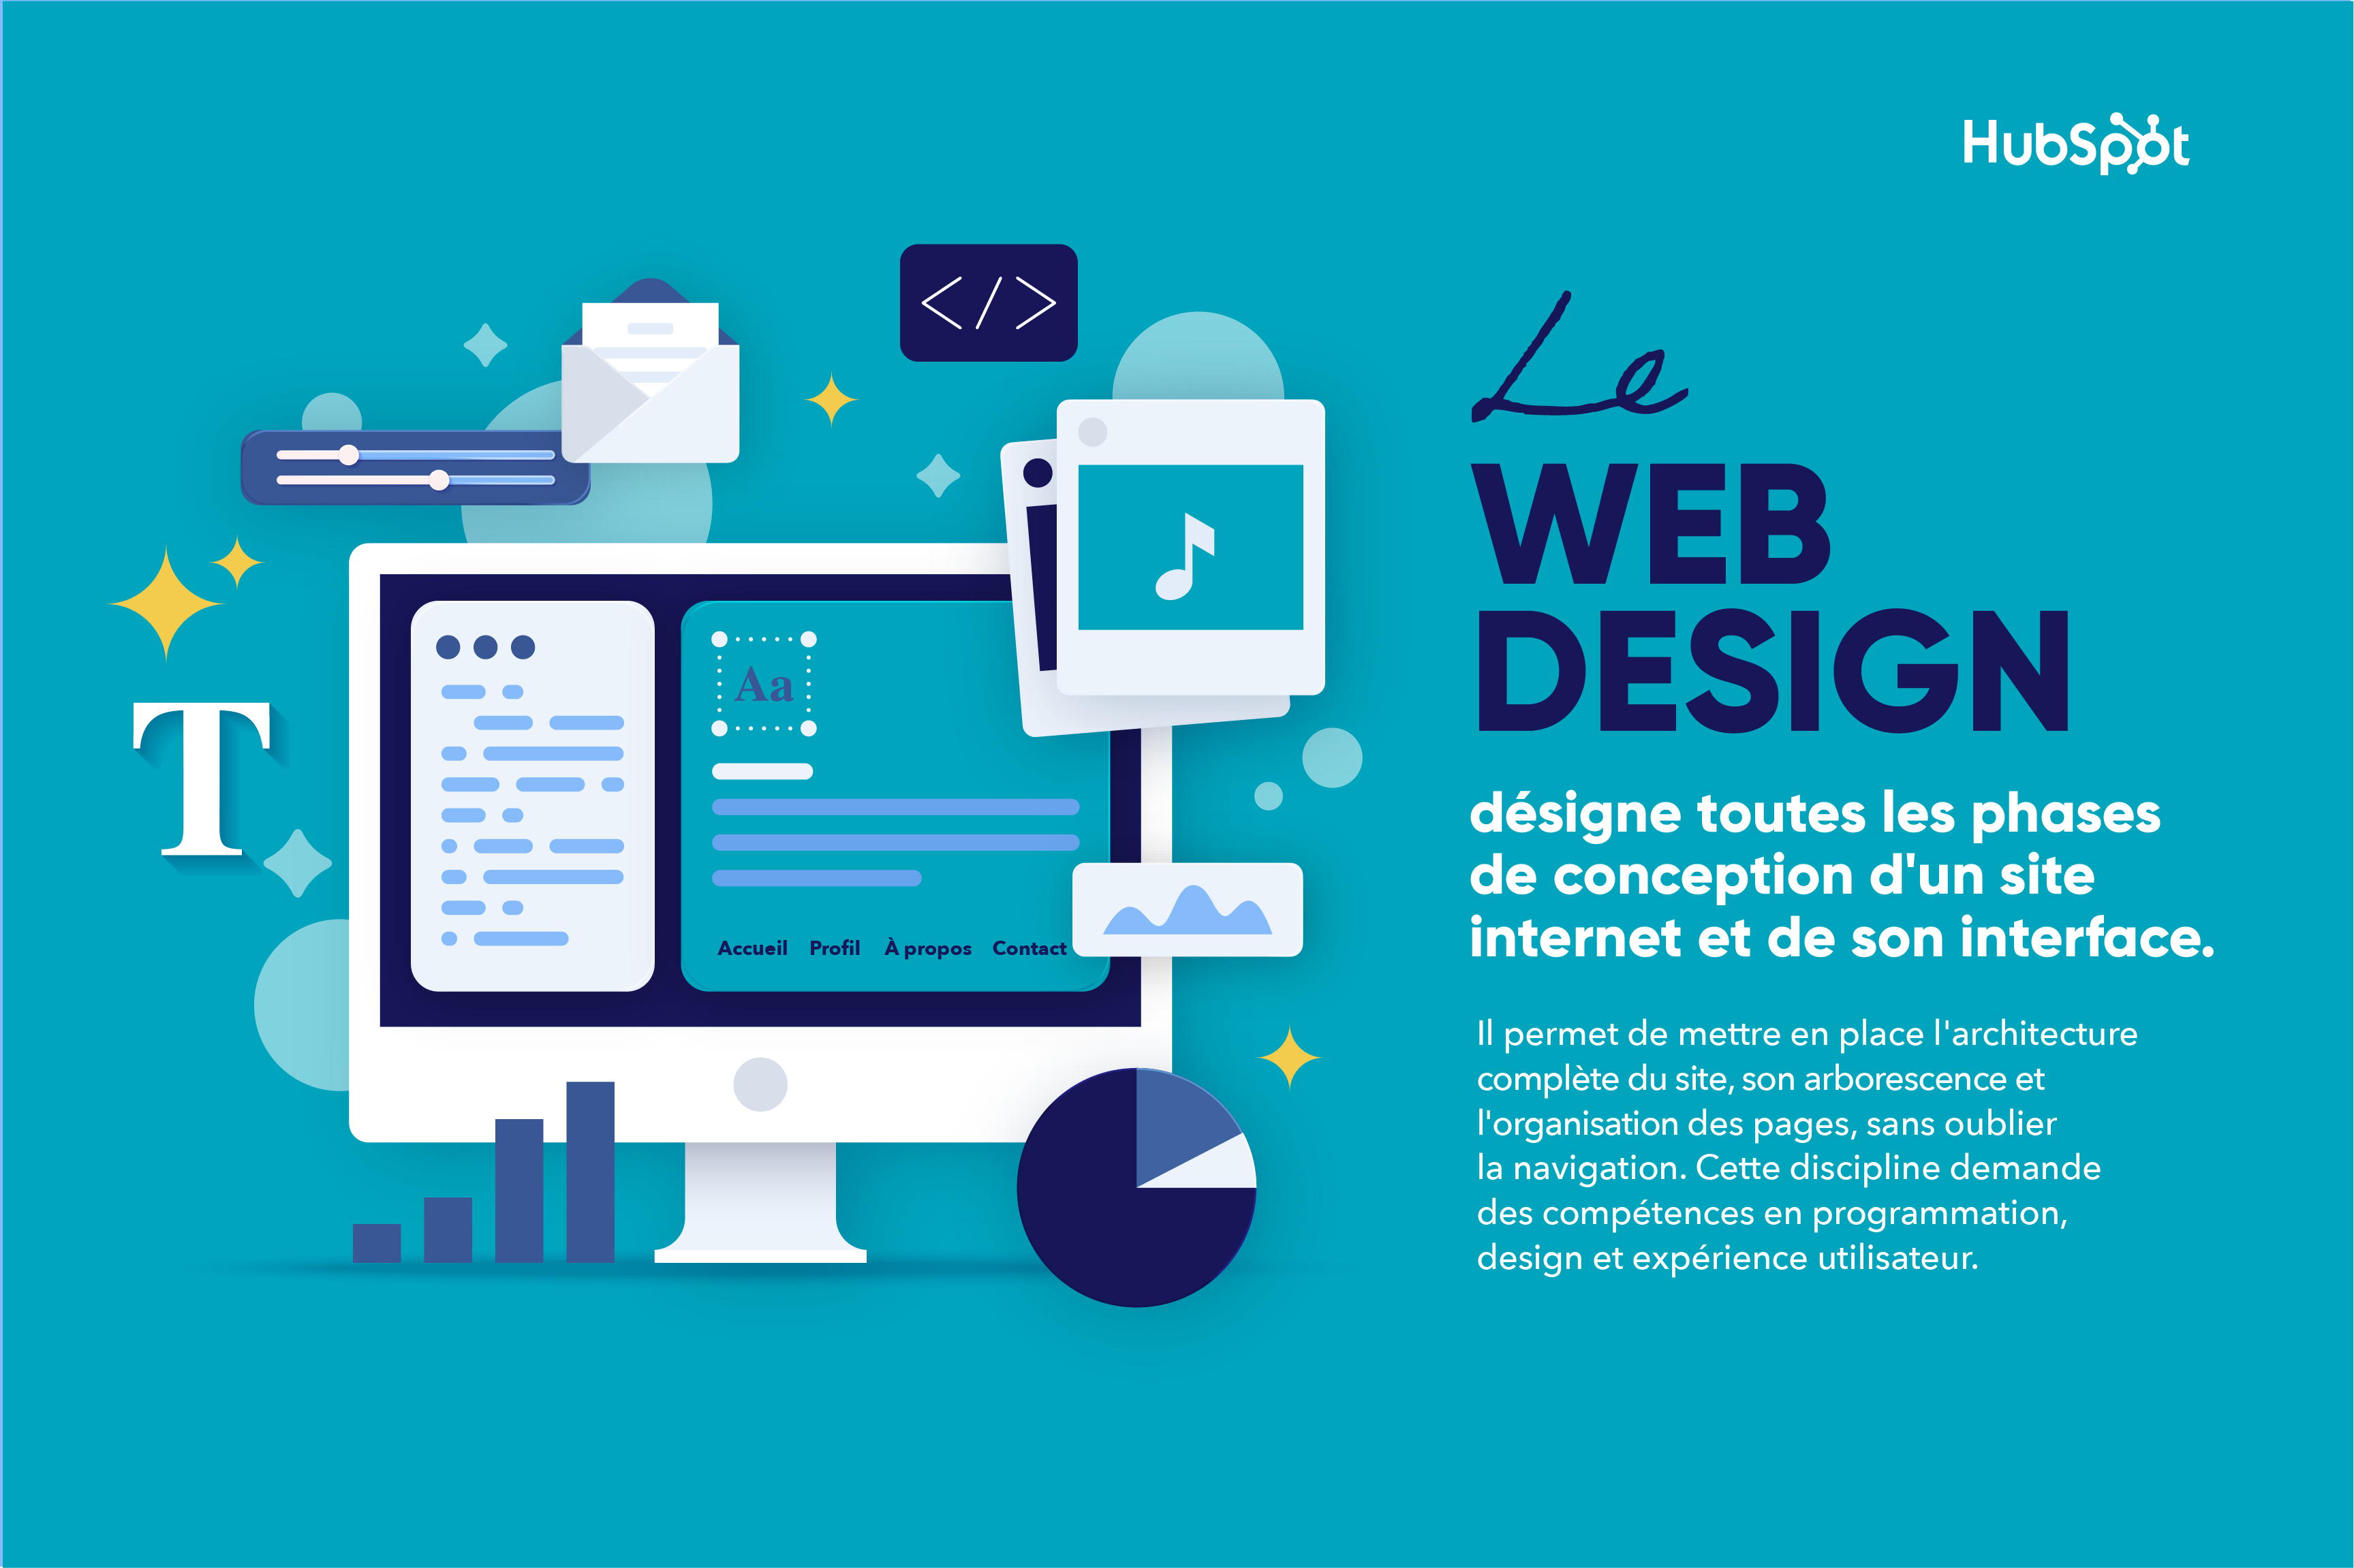 HubSpot
</>
Le
WEB
DESIGN
désigne toutes les phases
de conception d'un site
internet et de son interface.
Il permet de mettre en place l'architecture
complète du site, son arborescence et
l'organisation des pages, sans oublier
la navigation. Cette discipline demande
des compétences en programmation,
design et expérience utilisateur.
T
Aa
Accueil Profil À propos Contact